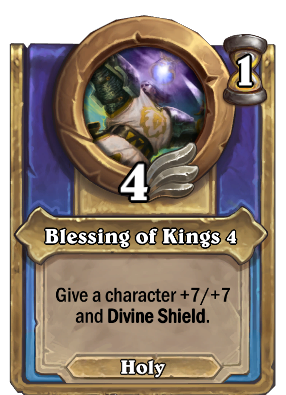 1
4
Blessing of Kings 4
Give a character +7/+7
and Divine Shield.
Holy